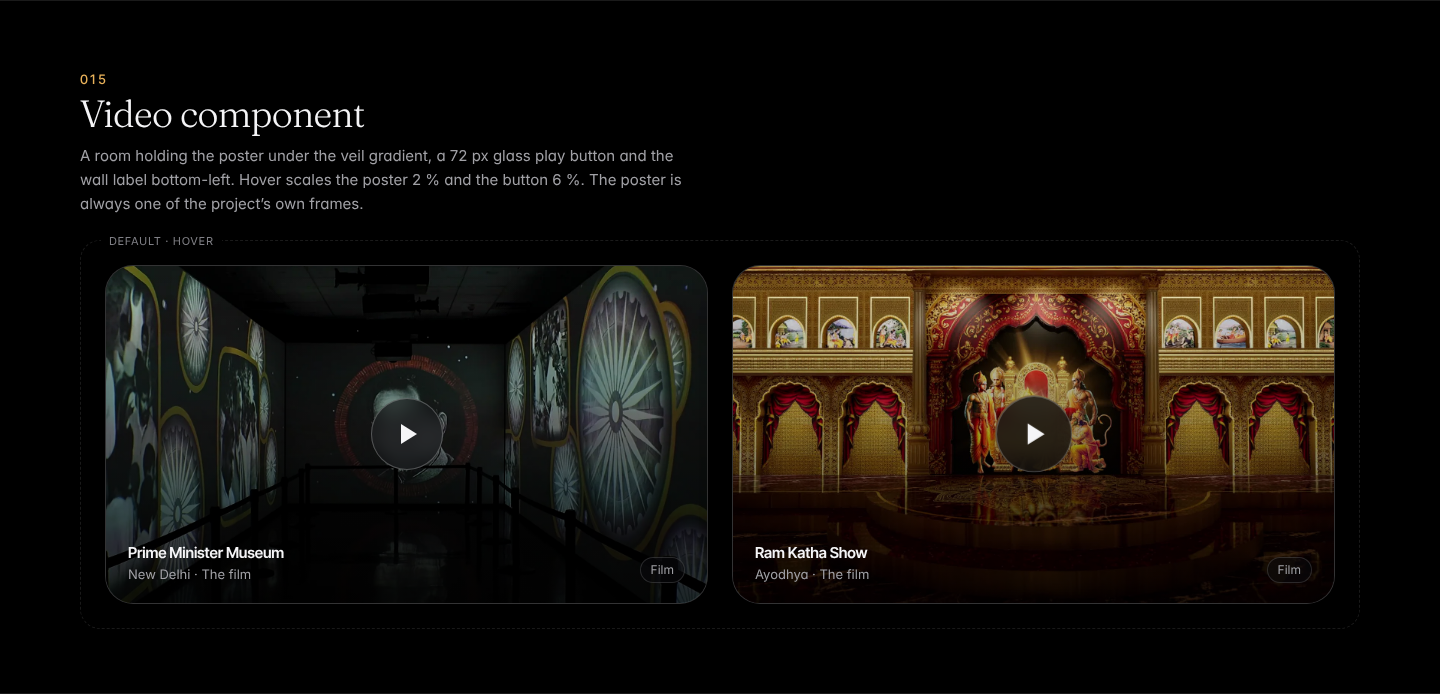 015
Video component
A room holding the poster under the veil gradient, a 72 px glass play button and the
wall label bottom-left. Hover scales the poster 2 % and the button 6 %. The poster is
always one of the project’s own frames.
DEFAULT · HOVER
Prime Minister Museum
New Delhi · The film
Film
Ram Katha Show
Ayodhya · The film
Film